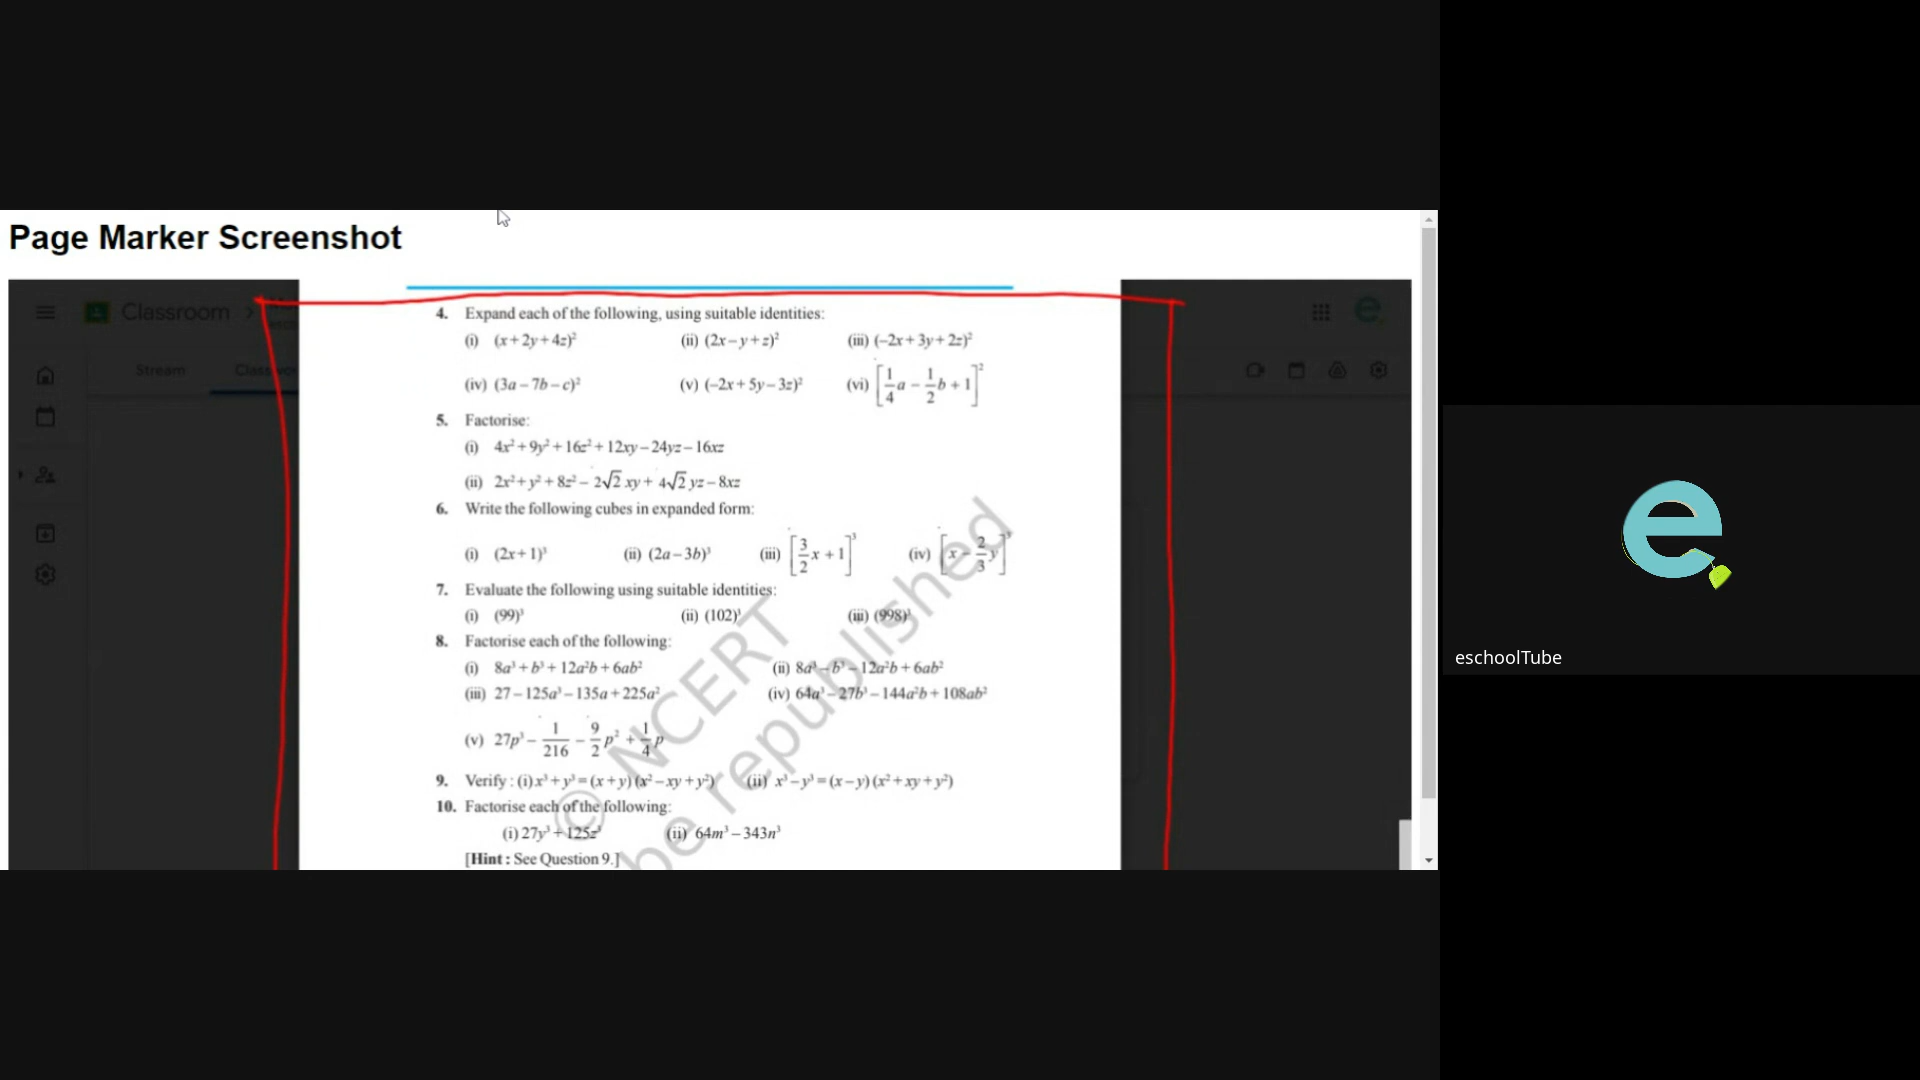 Page Marker Screenshot
Classroom
Stream
4. Expand each of the following, using suitable identities:
(i) (x + 2y + 4z)² (ii) (2x – y + z)² (iii) (–2x + 3y + 2z)²
(iv) (3a – 7b – c)² (v) (–2x + 5y – 3z)² (vi) [1/4 a – 1/2 b + 1]²
5. Factorise:
(i) 4x² + 9y² + 16z² + 12xy – 24yz – 16xz
(ii) 2x² + y² + 8z² – 2√2 xy + 4√2 yz – 8xz
6. Write the following cubes in expanded form:
(i) (2x + 1)³ (ii) (2a – 3b)³ (iii) [3/2 x + 1]³ (iv) [x – 2/3 y]³
7. Evaluate the following using suitable identities:
(i) (99)³ (ii) (102)³ (iii) (998)³
8. Factorise each of the following:
(i) 8a³ + b³ + 12a²b + 6ab² (ii) 8a³ – b³ – 12a²b + 6ab²
(iii) 27 – 125a³ – 135a + 225a² (iv) 64a³ – 27b³ – 144a²b + 108ab²
(v) 27p³ – 1/216 – 9/2 p² + 1/4 p
9. Verify : (i) x³ + y³ = (x + y) (x² – xy + y²) (ii) x³ – y³ = (x – y) (x² + xy + y²)
10. Factorise each of the following:
(i) 27y³ + 125z³ (ii) 64m³ – 343n³
[Hint : See Question 9.]
© NCERT
be republished
eschoolTube